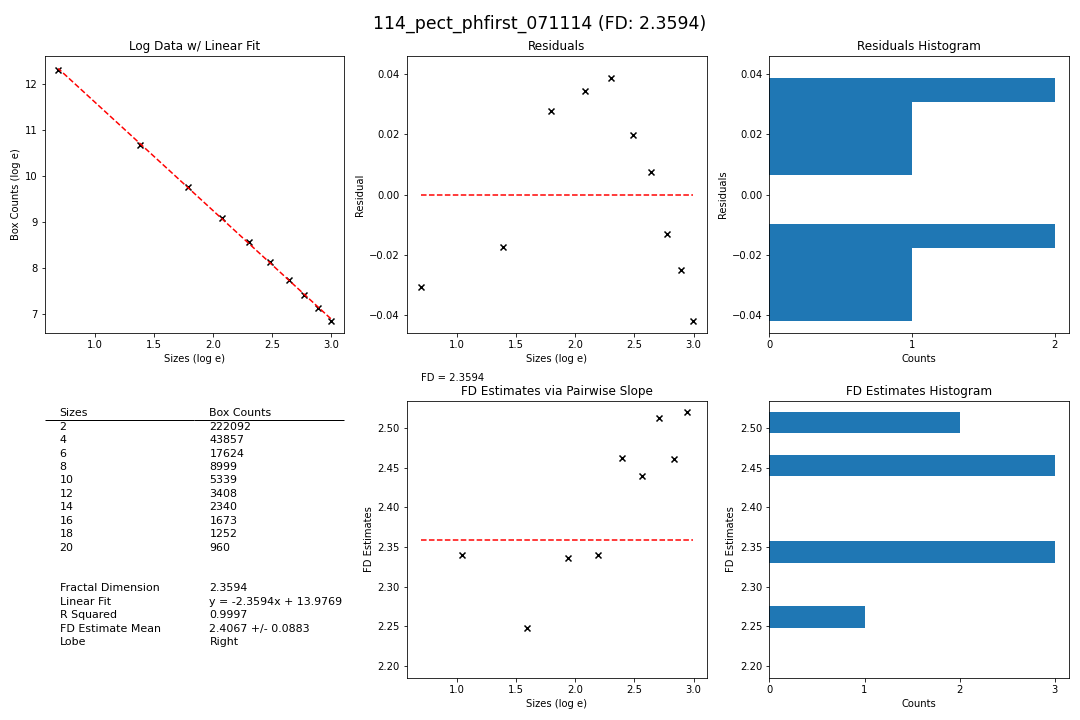 114_pect_phfirst_071114 (FD: 2.3594)
Log Data w/ Linear Fit
Box Counts (log e)
12
11
10
9
8
7
1.0 1.5 2.0 2.5 3.0
Sizes (log e)
Residuals
Residual
0.04
0.02
0.00
−0.02
−0.04
1.0 1.5 2.0 2.5 3.0
Sizes (log e)
Residuals Histogram
Residuals
0.04
0.02
0.00
−0.02
−0.04
0 1 2
Counts
Sizes Box Counts
2 222092
4 43857
6 17624
8 8999
10 5339
12 3408
14 2340
16 1673
18 1252
20 960
Fractal Dimension 2.3594
Linear Fit y = -2.3594x + 13.9769
R Squared 0.9997
FD Estimate Mean 2.4067 +/- 0.0883
Lobe Right
FD = 2.3594
FD Estimates via Pairwise Slope
FD Estimates
2.50
2.45
2.40
2.35
2.30
2.25
2.20
1.0 1.5 2.0 2.5 3.0
Sizes (log e)
FD Estimates Histogram
FD Estimates
2.50
2.45
2.40
2.35
2.30
2.25
2.20
0 1 2 3
Counts